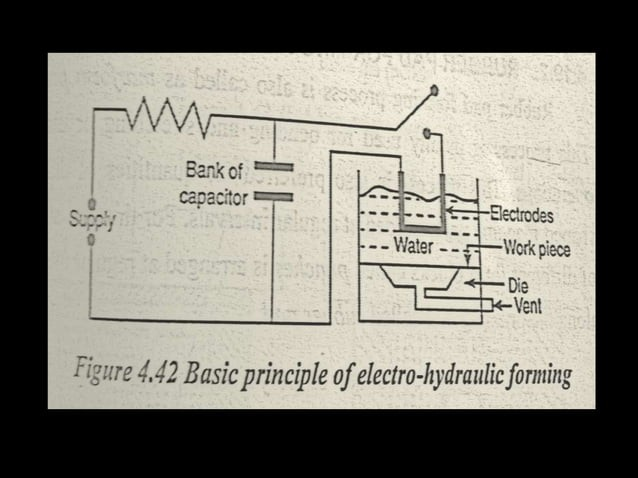 Bank of
capacitor
Supply
Electrodes
Water
Work piece
Die
Vent
Figure 4.42 Basic principle of electro-hydraulic forming